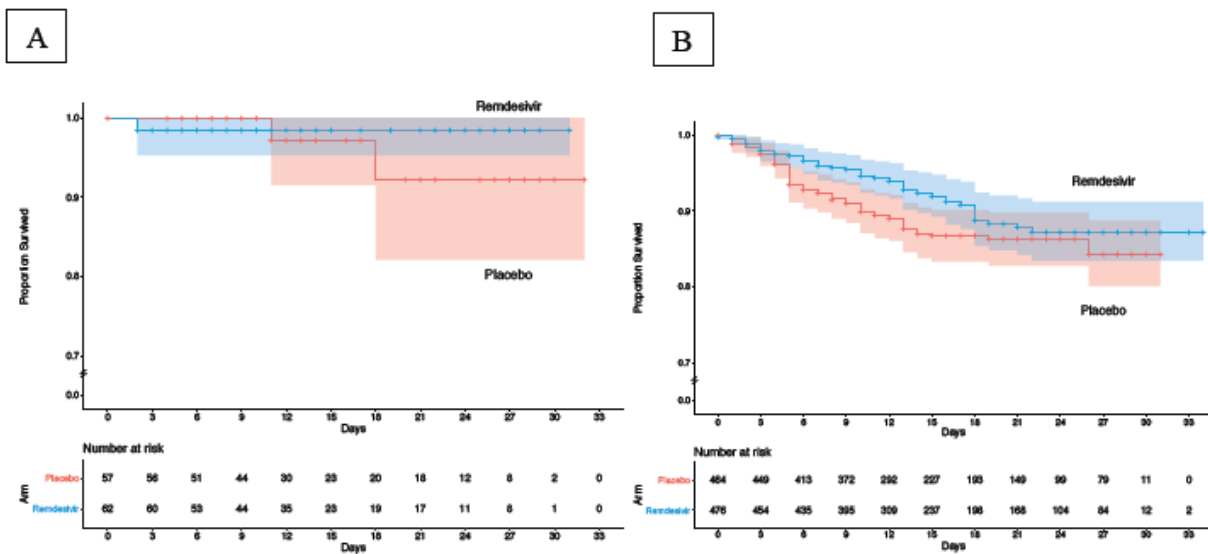 A
Remdesivir
1.0
0.9
0.8
0.7
0.0
Proportion Survived
Placebo
0 3 6 9 12 15 18 21 24 27 30 33
Days
Number at risk
Arm
Placebo 57 56 51 44 30 23 20 18 12 8 2 0
Remdesivir 62 60 53 44 35 23 19 17 11 8 1 0
0 3 6 9 12 15 18 21 24 27 30 33
Days
B
1.0
0.9
0.8
0.7
0.0
Proportion Survived
Remdesivir
Placebo
0 3 6 9 12 15 18 21 24 27 30 33
Days
Number at risk
Arm
Placebo 464 449 413 372 292 227 193 149 99 79 11 0
Remdesivir 476 454 435 395 309 237 198 168 104 84 12 2
0 3 6 9 12 15 18 21 24 27 30 33
Days